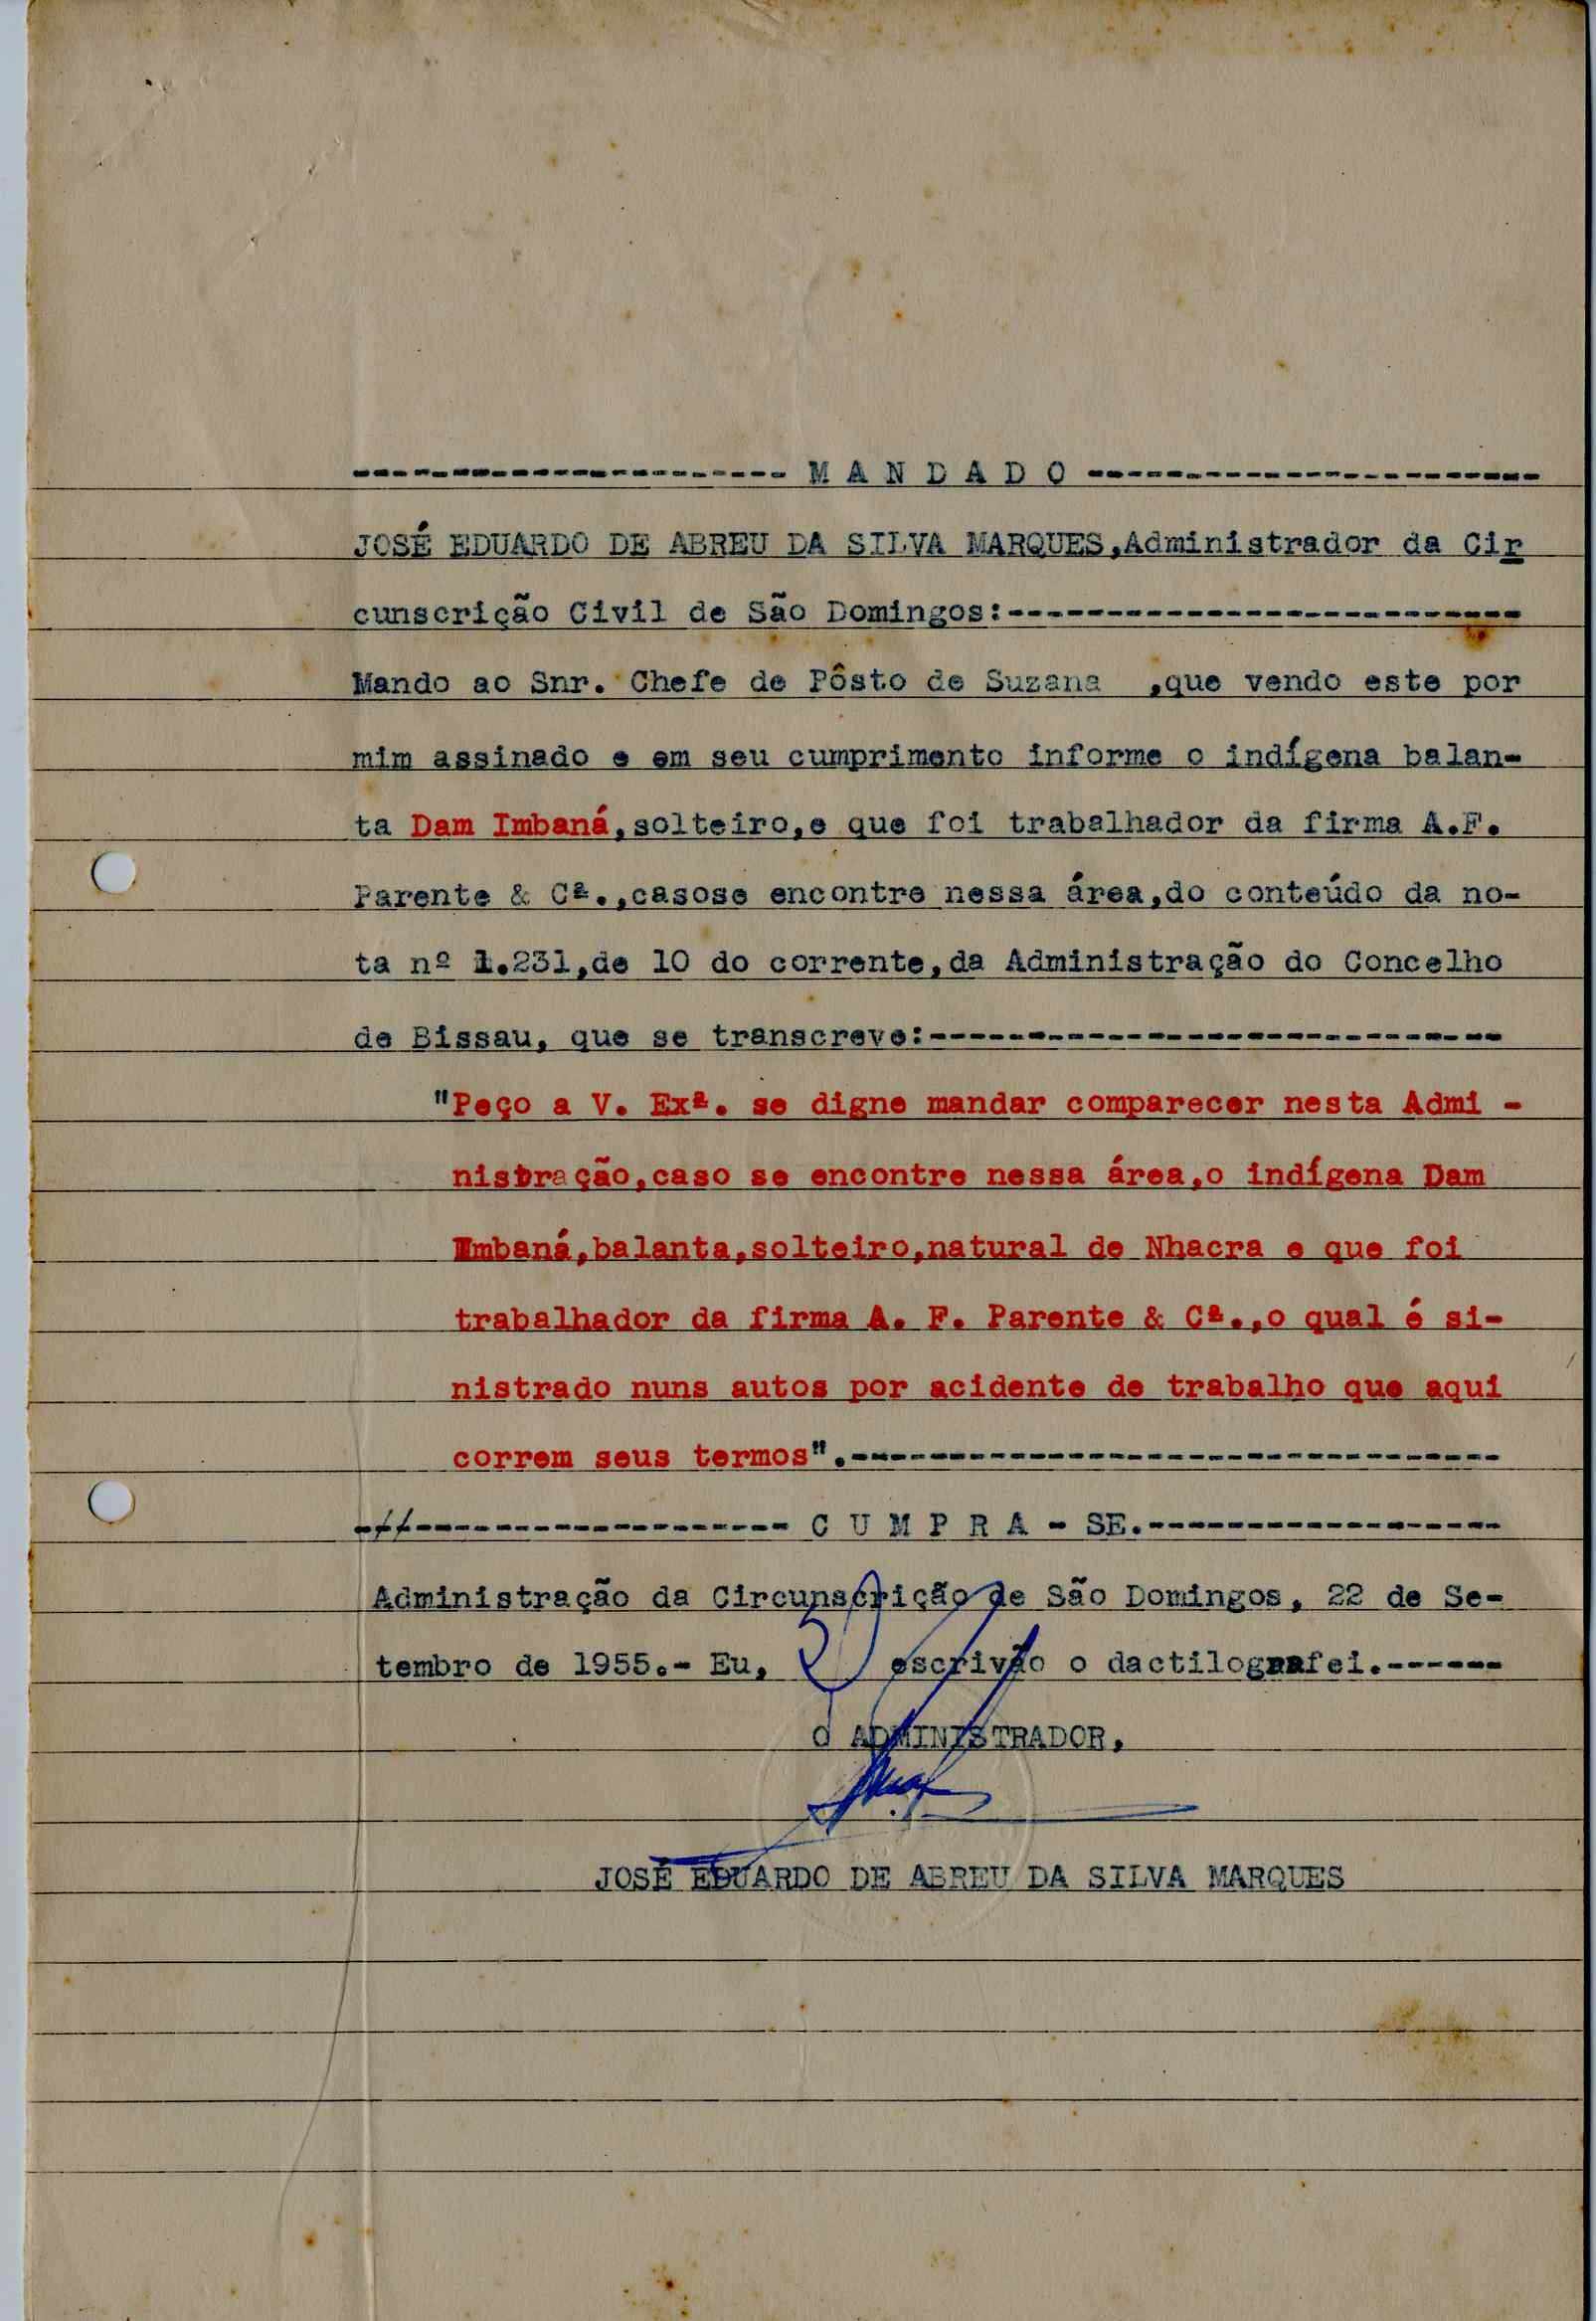 ---------------------- M A N D A D O -----------------------
JOSÉ EDUARDO DE ABREU DA SILVA MARQUES,Administrador da Cir
cunscrição Civil de São Domingos:--------------------------
Mando ao Snr. Chefe de Pôsto de Suzana ,que vendo este por
mim assinado e em seu cumprimento informe o indígena balan-
ta Dam Imbaná,solteiro,e que foi trabalhador da firma A.F.
Parente & Cª.,casose encontre nessa área,do conteúdo da no-
ta nº 1.231,de 10 do corrente,da Administração do Concelho
de Bissau, que se transcreve:-----------------------------
"Peço a V. Exª. se digne mandar comparecer nesta Admi -
nistração,caso se encontre nessa área,o indígena Dam
Imbaná,balanta,solteiro,natural de Nhacra e que foi
trabalhador da firma A. F. Parente & Cª.,o qual é si-
nistrado nuns autos por acidente de trabalho que aqui
correm seus termos".---------------------------------
-//------------------- C U M P R A - SE.------------------
Administração da Circunscrição de São Domingos, 22 de Se-
tembro de 1955.- Eu, escrivão o dactilografei.------
O ADMINISTRADOR,
JOSÉ EDUARDO DE ABREU DA SILVA MARQUES